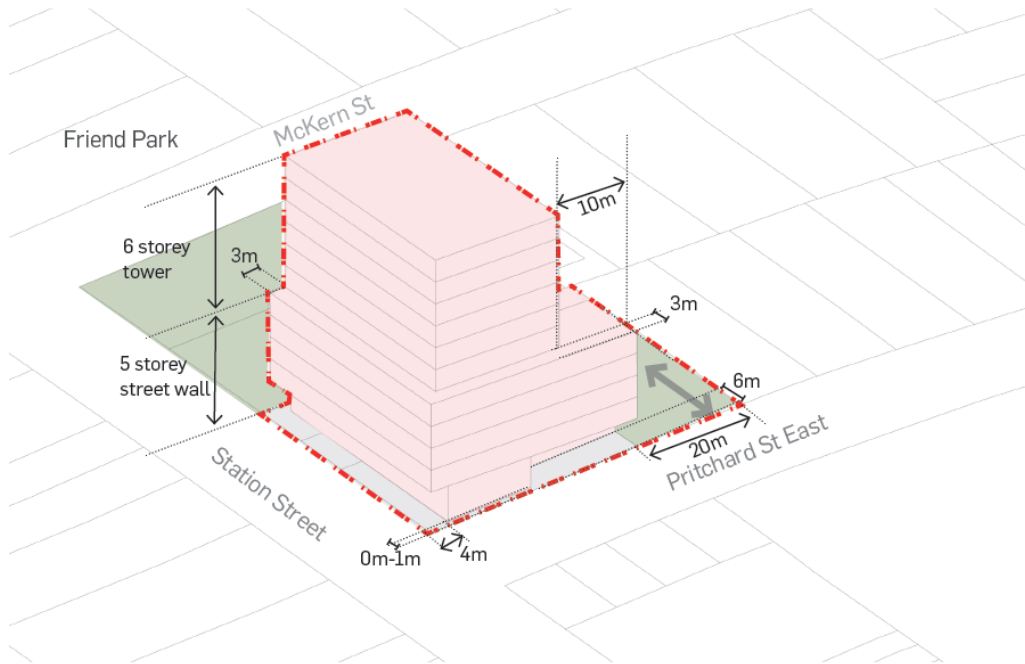 McKern St
Friend Park
10m
6 storey
tower
3m
3m
5 storey
street wall
6m
20m
Pritchard St East
Station Street
0m-1m
4m